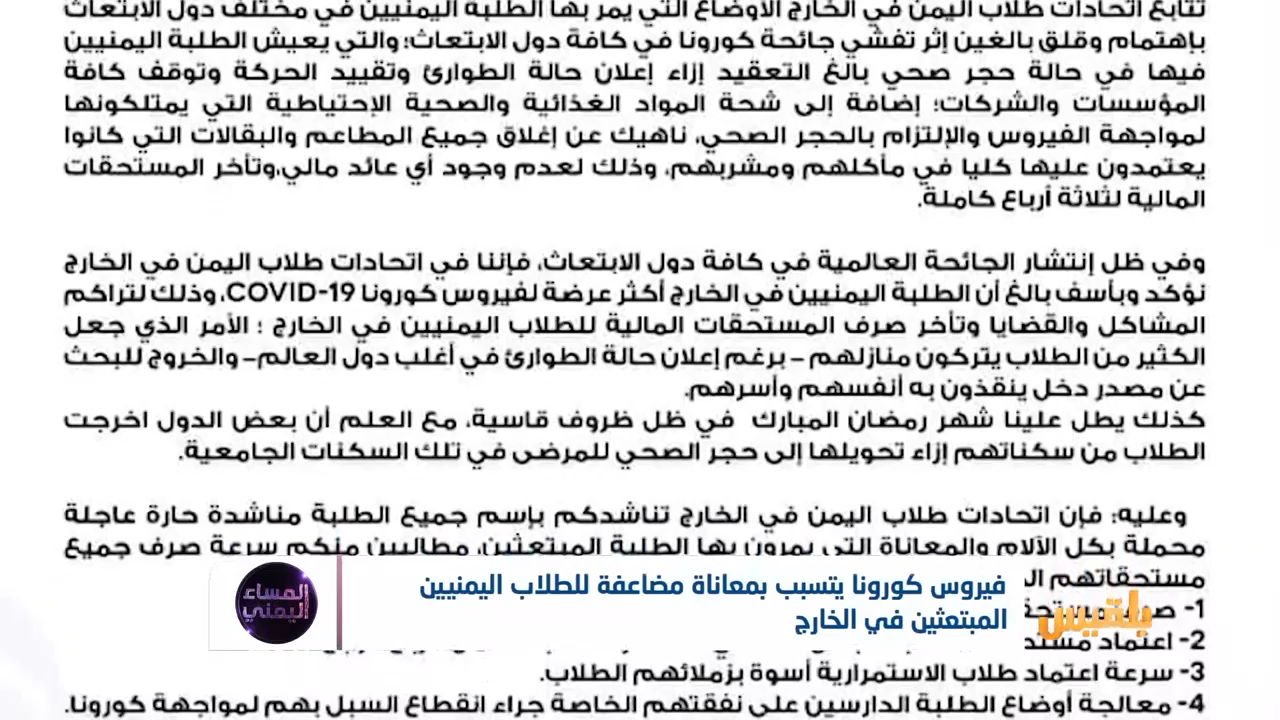 تتابع اتحادات طلاب اليمن في الخارج الأوضاع التي يمر بها الطلبة اليمنيين في مختلف دول الابتعاث
بإهتمام وقلق بالغين إثر تفشي جائحة كورونا في كافة دول الابتعاث؛ والتي يعيش الطلبة اليمنيين
فيها في حالة حجر صحي بالغ التعقيد إزاء إعلان حالة الطوارئ وتقييد الحركة وتوقف كافة
المؤسسات والشركات؛ إضافة إلى شحة المواد الغذائية والصحية الإحتياطية التي يمتلكونها
لمواجهة الفيروس والإلتزام بالحجر الصحي، ناهيك عن إغلاق جميع المطاعم والبقالات التي كانوا
يعتمدون عليها كليا في مأكلهم ومشربهم، وذلك لعدم وجود أي عائد مالي،وتأخر المستحقات
المالية لثلاثة أرباع كاملة.
وفي ظل إنتشار الجائحة العالمية في كافة دول الابتعاث، فإننا في اتحادات طلاب اليمن في الخارج
نؤكد وبأسف بالغ أن الطلبة اليمنيين في الخارج أكثر عرضة لفيروس كورونا COVID-19، وذلك لتراكم
المشاكل والقضايا وتأخر صرف المستحقات المالية للطلاب اليمنيين في الخارج ؛ الأمر الذي جعل
الكثير من الطلاب يتركون منازلهم – برغم إعلان حالة الطوارئ في أغلب دول العالم– والخروج للبحث
عن مصدر دخل ينقذون به أنفسهم وأسرهم.
كذلك يطل علينا شهر رمضان المبارك في ظل ظروف قاسية، مع العلم أن بعض الدول اخرجت
الطلاب من سكناتهم إزاء تحويلها إلى حجر الصحي للمرضى في تلك السكنات الجامعية.
وعليه؛ فإن اتحادات طلاب اليمن في الخارج تناشدكم بإسم جميع الطلبة مناشدة حارة عاجلة
محملة بكل الآلام والمعاناة التي يمرون بها الطلبة المبتعثين، مطالبين منكم سرعة صرف جميع
مستحقاتهم
1- صرف
2- اعتماد
3- سرعة اعتماد طلاب الاستمرارية أسوة بزملائهم الطلاب.
4- معالجة أوضاع الطلبة الدارسين على نفقتهم الخاصة جراء انقطاع السبل بهم لمواجهة كورونا.
فيروس كورونا يتسبب بمعاناة مضاعفة للطلاب اليمنيين
المبتعثين في الخارج
المساء
اليمني
بلقيس